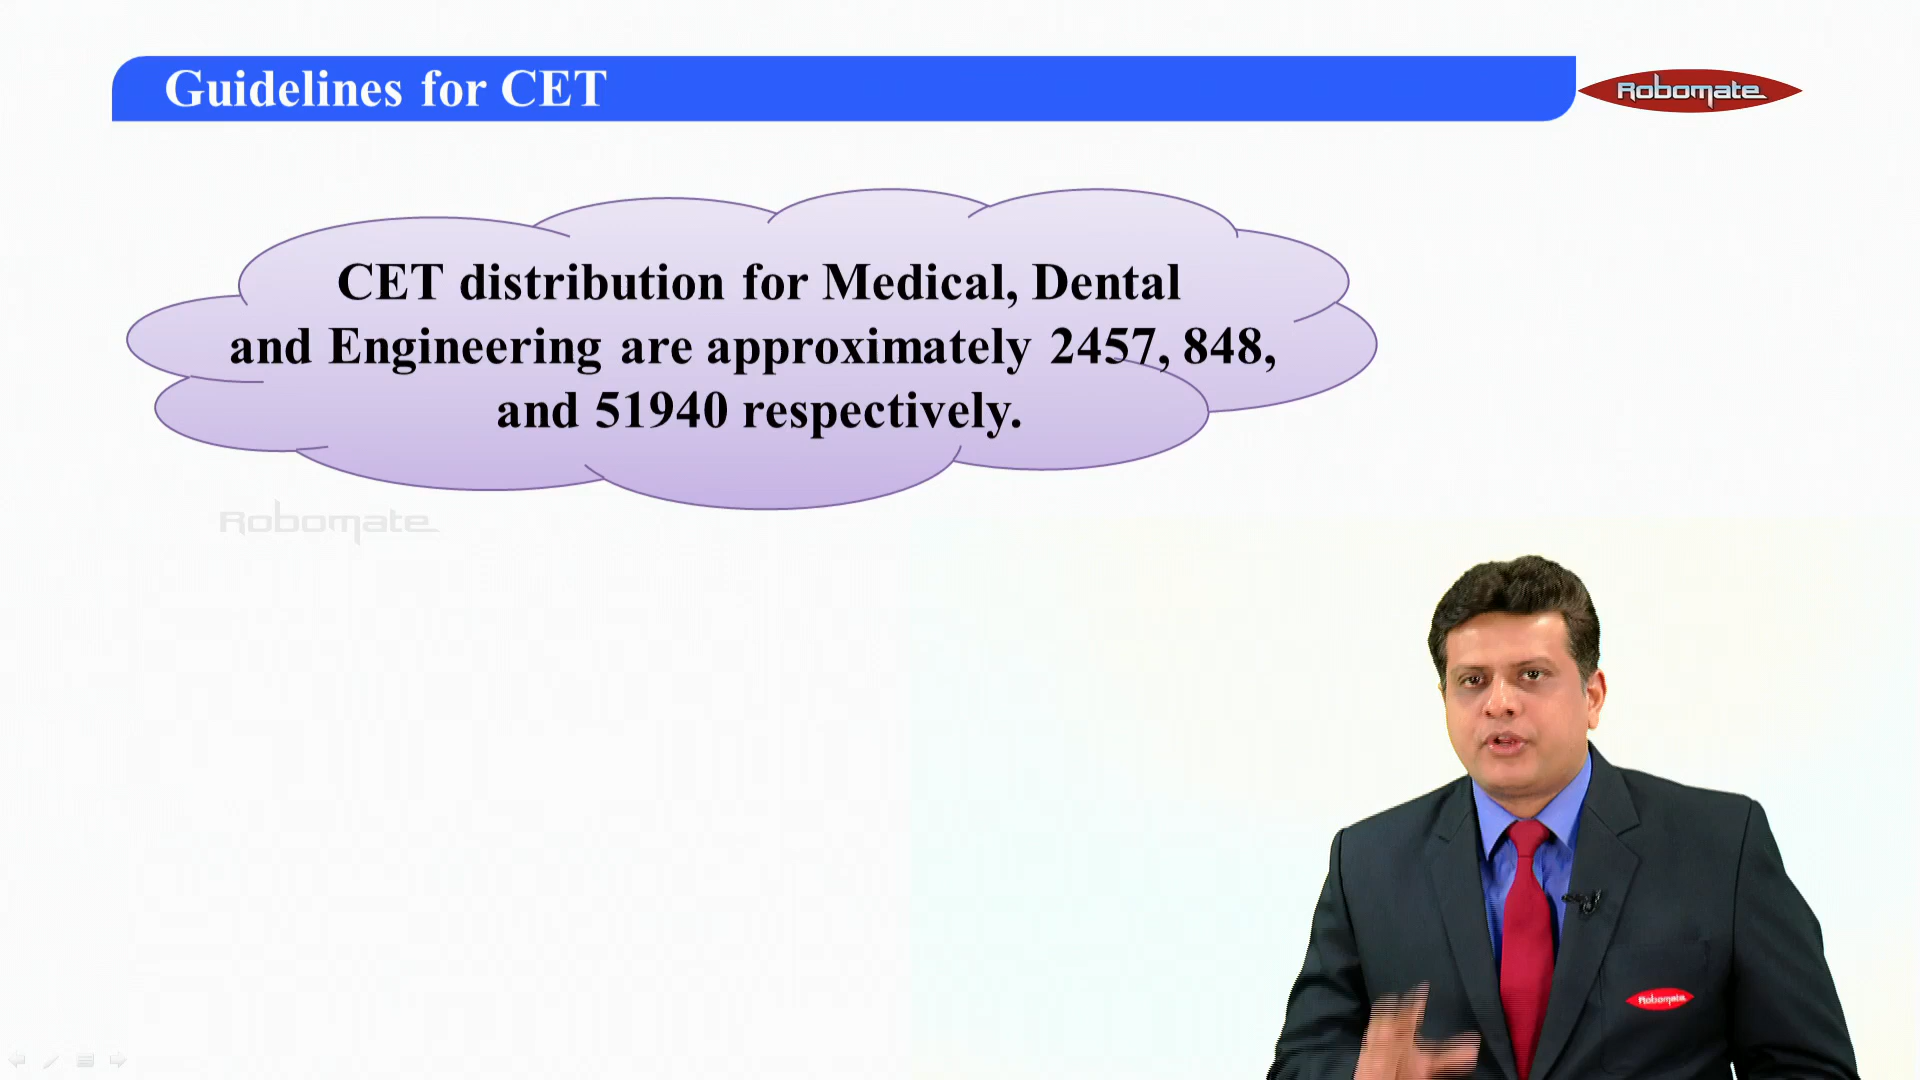 Guidelines for CET
Robomate
CET distribution for Medical, Dental
and Engineering are approximately 2457, 848,
and 51940 respectively.
Robomate
Robomate